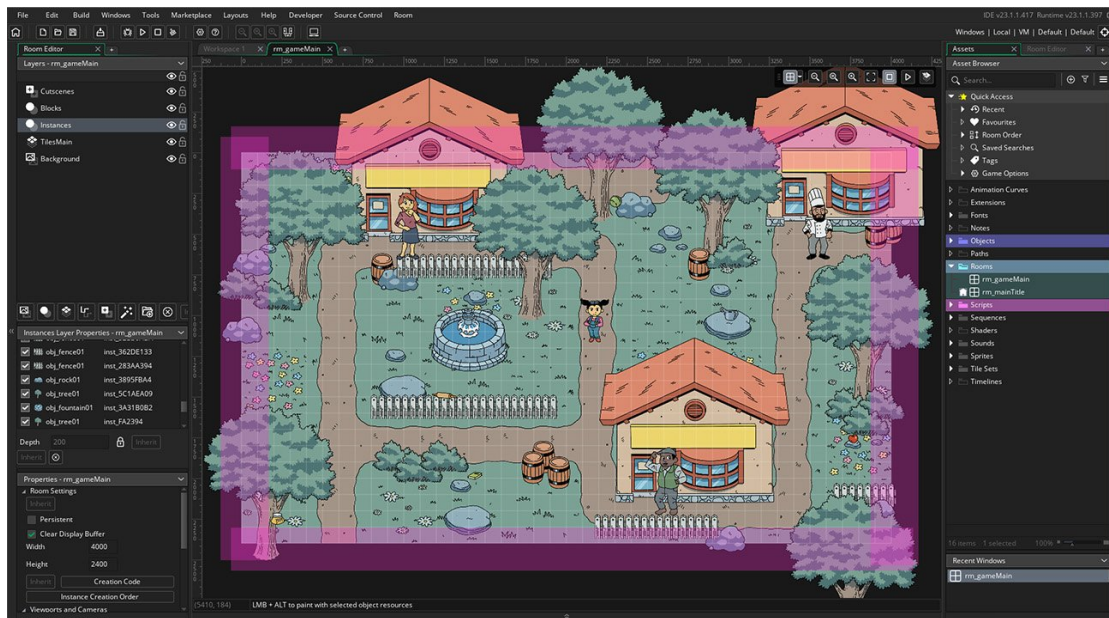 File Edit Build Windows Tools Marketplace Layouts Help Developer Source Control Room
IDE v23.1.1.417 Runtime v23.1.1.397
Windows | Local | VM | Default | Default
Room Editor
Workspace 1
rm_gameMain
Assets
Room Editor
Layers - rm_gameMain
Asset Browser
Cutscenes
Blocks
Instances
TilesMain
Background
Search...
Quick Access
Recent
Favourites
Room Order
Saved Searches
Tags
Game Options
Animation Curves
Extensions
Fonts
Notes
Objects
Paths
Rooms
rm_gameMain
rm_mainTitle
Scripts
Sequences
Shaders
Sounds
Sprites
Tile Sets
Timelines
Instances Layer Properties - rm_gameMain
obj_fence01 inst_362DE133
obj_fence01 inst_283AA394
obj_rock01 inst_3895FBA4
obj_tree01 inst_5C1AEA09
obj_fountain01 inst_3A31B0B2
obj_tree01 inst_FA2394
Depth 200 Inherit
Inherit
Properties - rm_gameMain
Room Settings
Inherit
Persistent
Clear Display Buffer
Width 4000
Height 2400
Inherit Creation Code
Instance Creation Order
Viewports and Cameras
16 items 1 selected 100%
Recent Windows
rm_gameMain
(5410, 184) LMB + ALT to paint with selected object resources